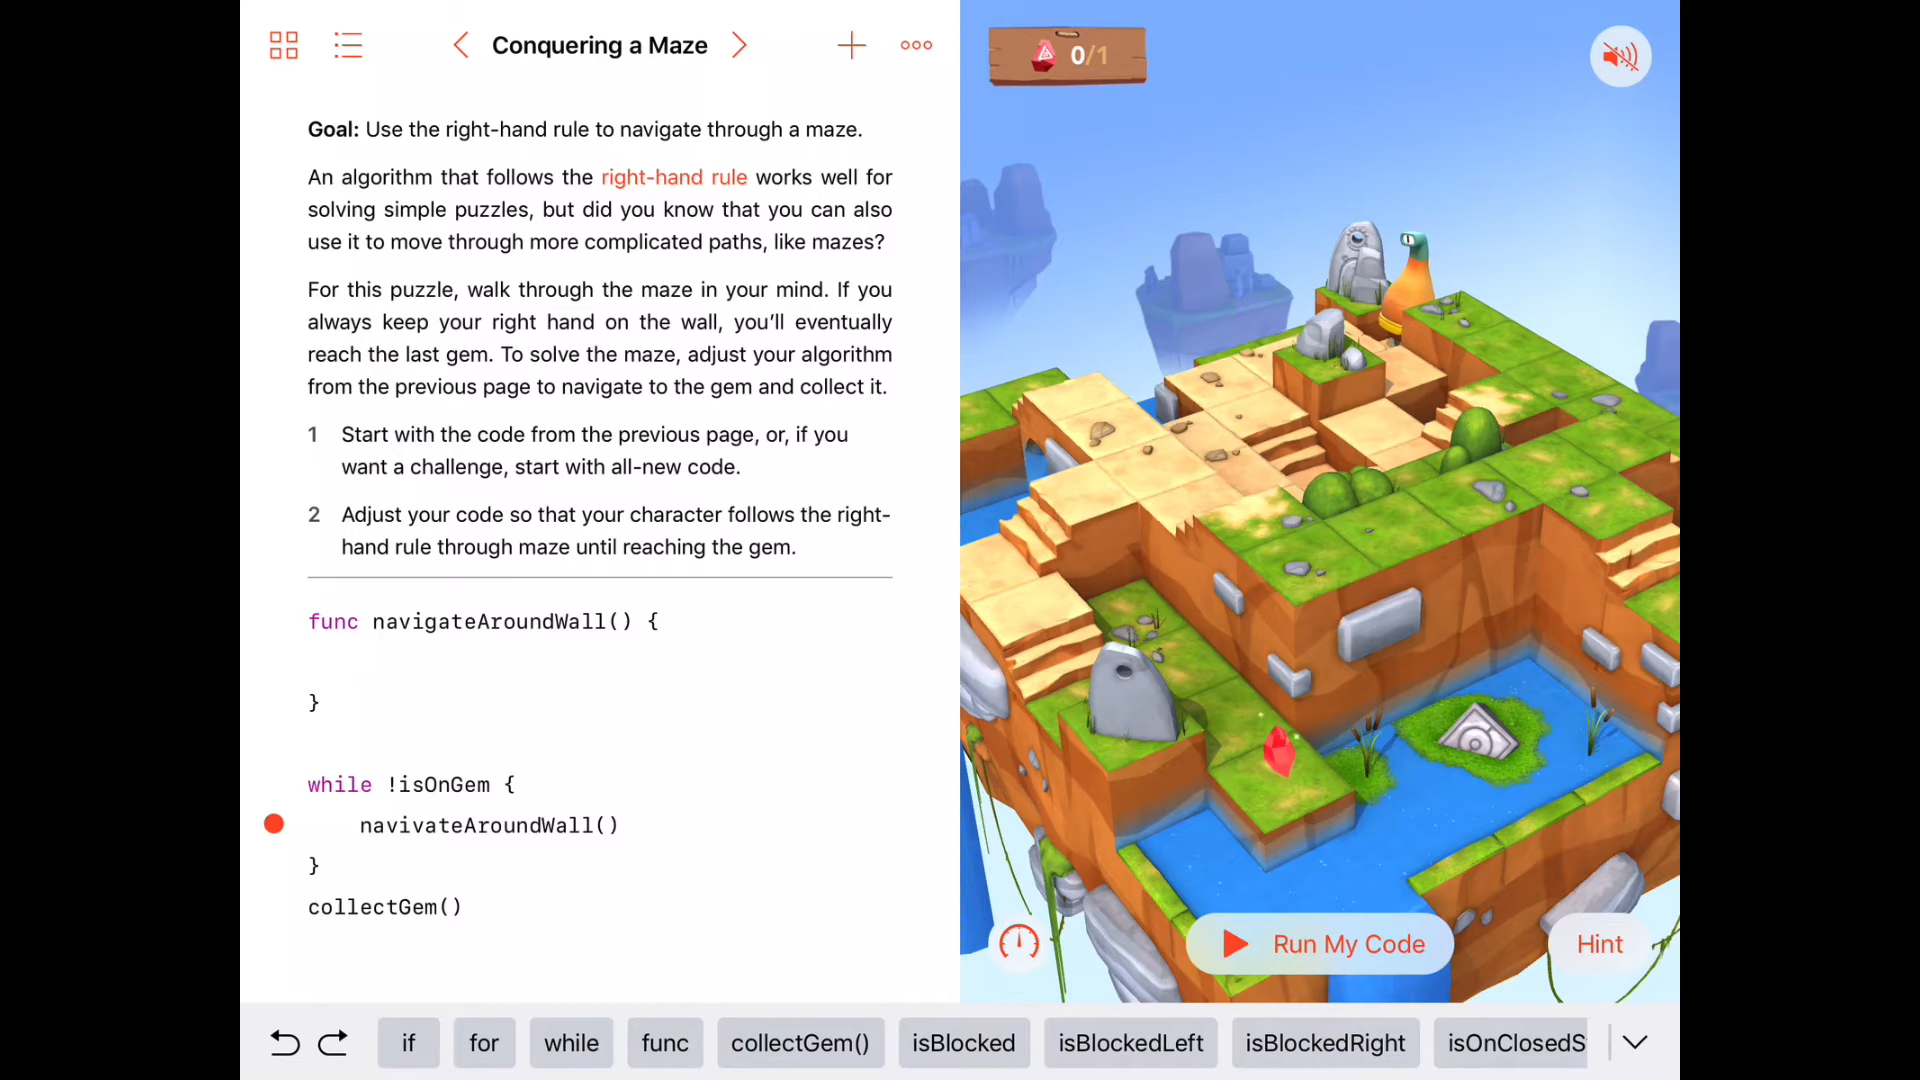 Conquering a Maze
Goal: Use the right-hand rule to navigate through a maze.
An algorithm that follows the right-hand rule works well for
solving simple puzzles, but did you know that you can also
use it to move through more complicated paths, like mazes?
For this puzzle, walk through the maze in your mind. If you
always keep your right hand on the wall, you’ll eventually
reach the last gem. To solve the maze, adjust your algorithm
from the previous page to navigate to the gem and collect it.
1 Start with the code from the previous page, or, if you
want a challenge, start with all-new code.
2 Adjust your code so that your character follows the right-
hand rule through maze until reaching the gem.
func navigateAroundWall() {
}
while !isOnGem {
navivateAroundWall()
}
collectGem()
0/1
Run My Code
Hint
if for while func collectGem() isBlocked isBlockedLeft isBlockedRight isOnClosedS